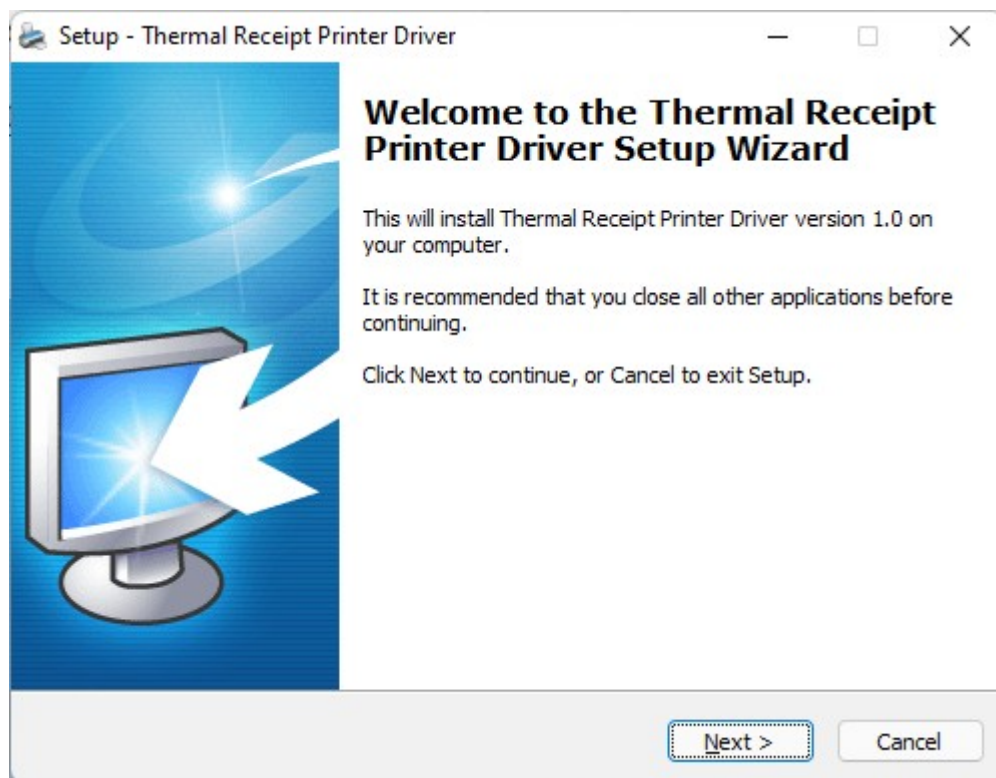 Setup - Thermal Receipt Printer Driver
Welcome to the Thermal Receipt
Printer Driver Setup Wizard
This will install Thermal Receipt Printer Driver version 1.0 on
your computer.
It is recommended that you close all other applications before
continuing.
Click Next to continue, or Cancel to exit Setup.
Next >
Cancel